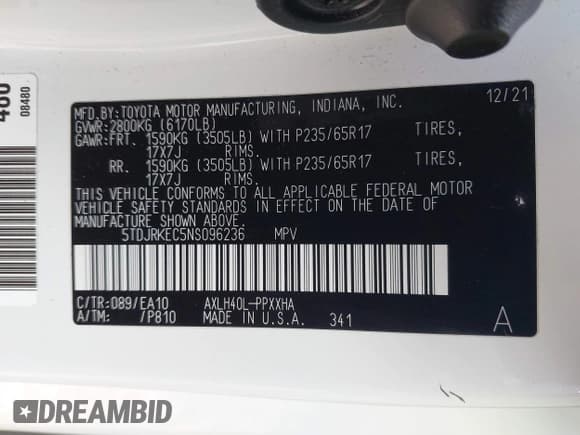 480
08480
MFD.BY:TOYOTA MOTOR MANUFACTURING, INDIANA, INC. 12/21
GVWR: 2800KG (6170LB)
GAWR:FRT. 1590KG (3505LB) WITH P235/65R17 TIRES,
17X7J RIMS.
RR. 1590KG (3505LB) WITH P235/65R17 TIRES,
17X7J RIMS.
THIS VEHICLE CONFORMS TO ALL APPLICABLE FEDERAL MOTOR
VEHICLE SAFETY STANDARDS IN EFFECT ON THE DATE OF
MANUFACTURE SHOWN ABOVE.
5TDJRKEC5NS096236 MPV
C/TR:089/EA10 AXLH40L-PPXXHA
A/TM: /P810 MADE IN U.S.A. 341 A
DREAMBID